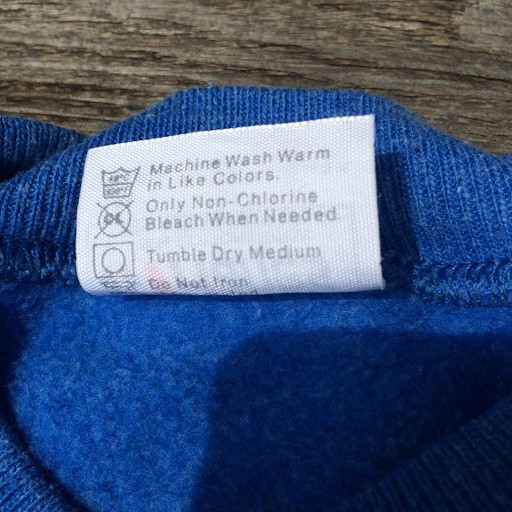 Machine Wash Warm
in Like Colors.
Only Non-Chlorine
Bleach When Needed.
Tumble Dry Medium
Do Not Iron